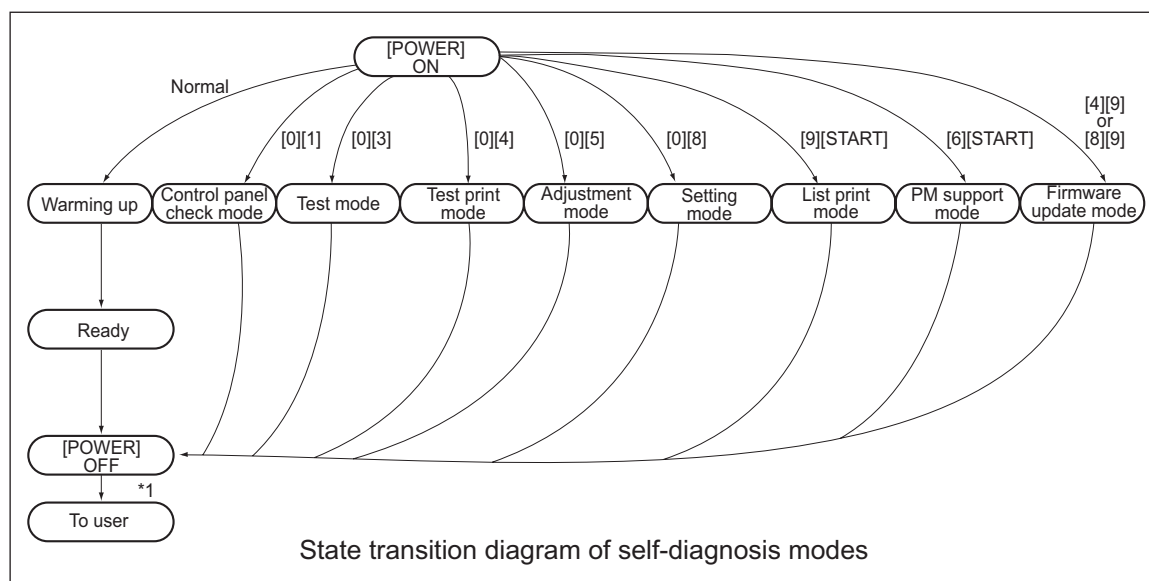 [POWER]
ON
Normal
[0][1]
[0][3]
[0][4]
[0][5]
[0][8]
[9][START]
[6][START]
[4][9]
or
[8][9]
Warming up
Control panel
check mode
Test mode
Test print
mode
Adjustment
mode
Setting
mode
List print
mode
PM support
mode
Firmware
update mode
Ready
[POWER]
OFF
*1
To user
State transition diagram of self-diagnosis modes